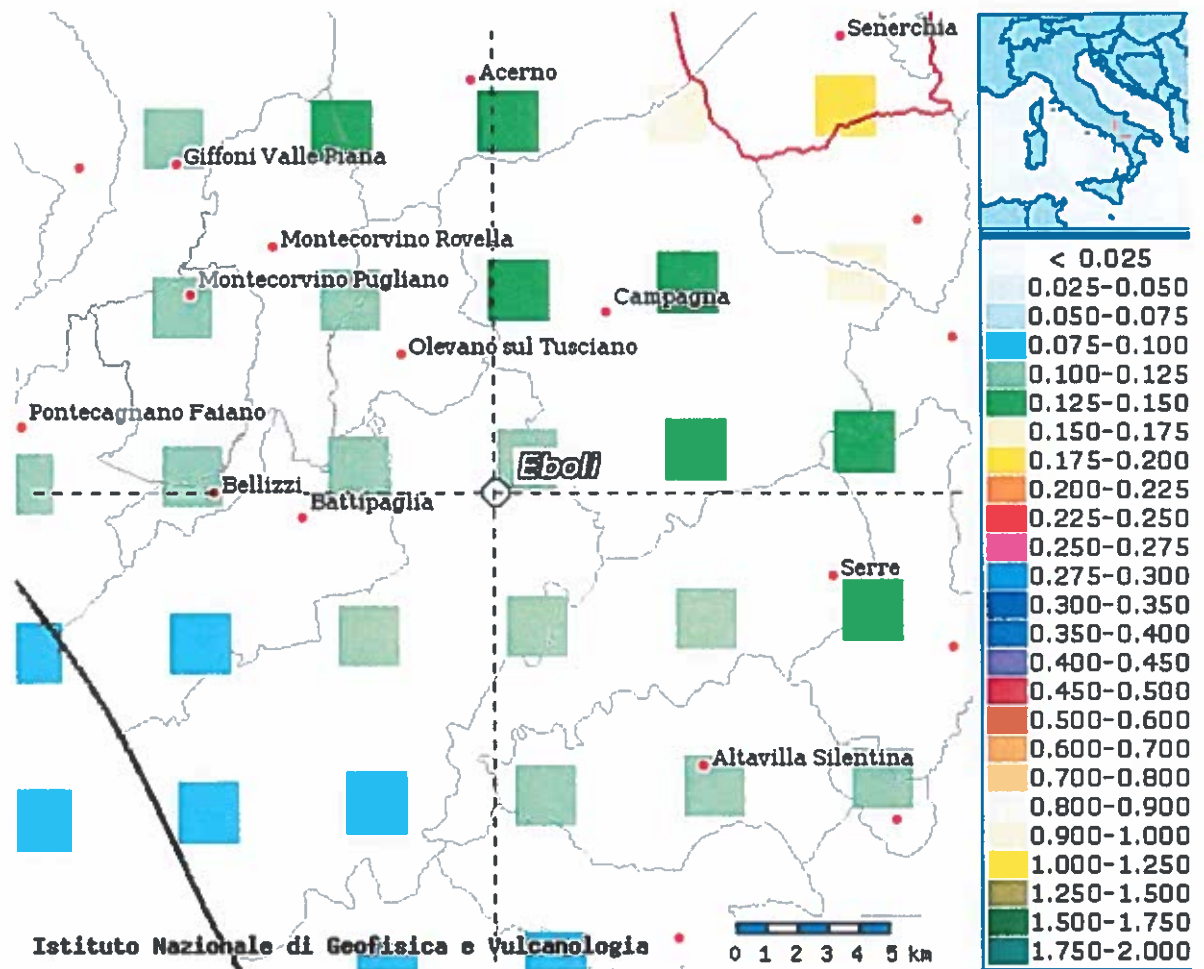 Senerchia
Acerno
Giffoni Valle Piana
Montecorvino Rovella
Montecorvino Pugliano
Campagna
Olevano sul Tusciano
Pontecagnano Faiano
Eboli
Bellizzi
Battipaglia
Serre
Altavilla Silentina
Istituto Nazionale di Geofisica e Vulcanologia
0 1 2 3 4 5 km
< 0.025
0.025-0.050
0.050-0.075
0.075-0.100
0.100-0.125
0.125-0.150
0.150-0.175
0.175-0.200
0.200-0.225
0.225-0.250
0.250-0.275
0.275-0.300
0.300-0.350
0.350-0.400
0.400-0.450
0.450-0.500
0.500-0.600
0.600-0.700
0.700-0.800
0.800-0.900
0.900-1.000
1.000-1.250
1.250-1.500
1.500-1.750
1.750-2.000